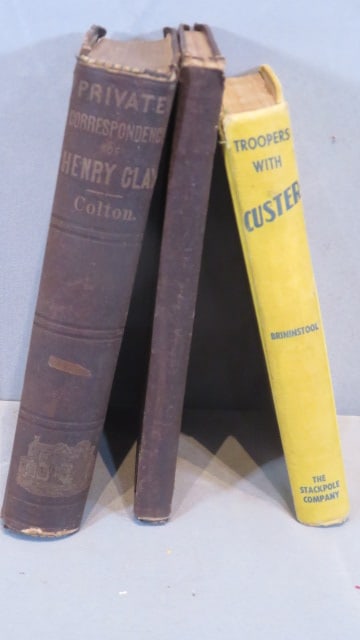 PRIVATE
CORRESPONDENCE
OF
HENRY CLAY
Colton.
TROOPERS
WITH
CUSTER
BRININSTOOL
THE
STACKPOLE
COMPANY